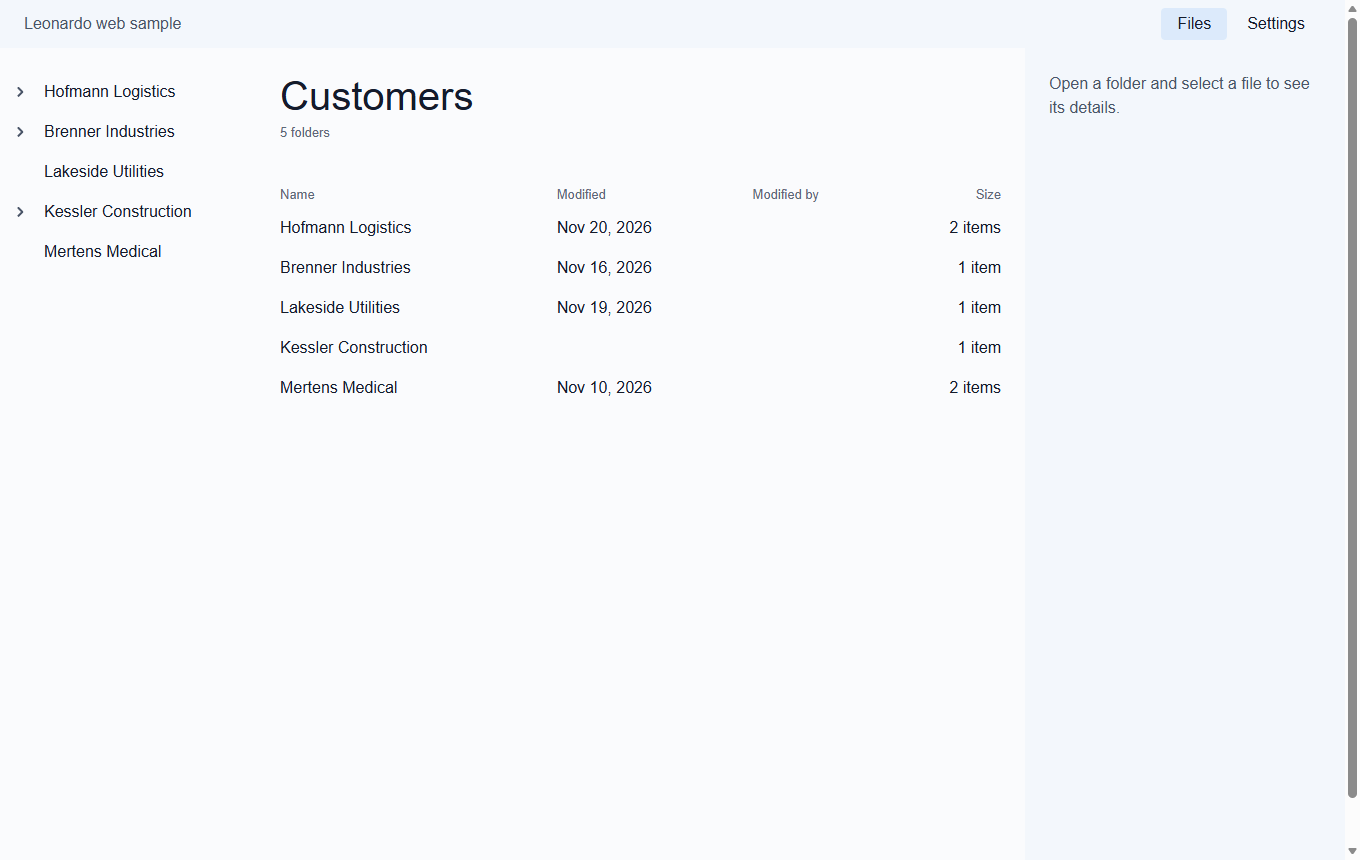 Leonardo web sample
Files
Settings
Hofmann Logistics
Brenner Industries
Lakeside Utilities
Kessler Construction
Mertens Medical
Customers
5 folders
Name Modified Modified by Size
Hofmann Logistics Nov 20, 2026 2 items
Brenner Industries Nov 16, 2026 1 item
Lakeside Utilities Nov 19, 2026 1 item
Kessler Construction 1 item
Mertens Medical Nov 10, 2026 2 items
Open a folder and select a file to see
its details.